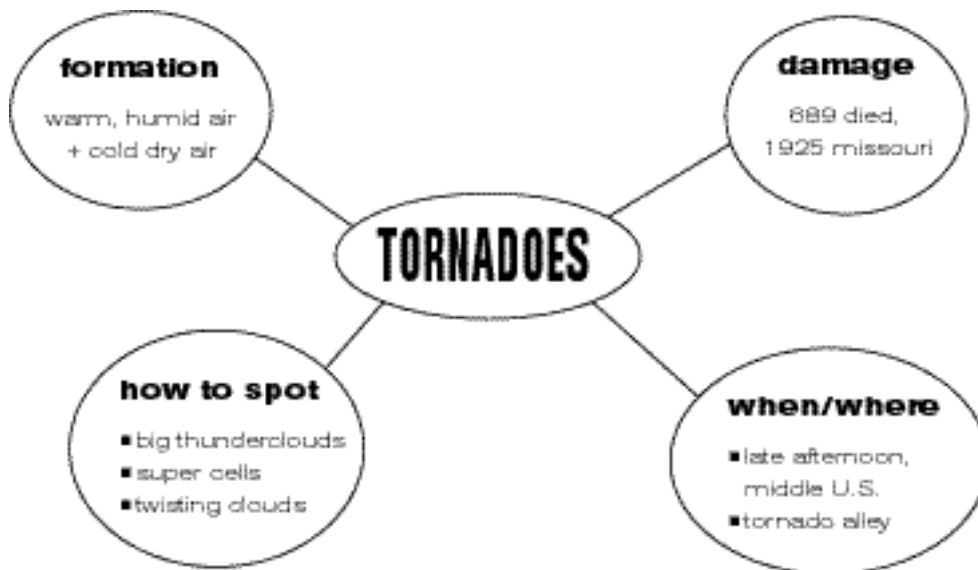 formation
warm, humid air
+ cold dry air
damage
689 died,
1925 missouri
TORNADOES
how to spot
▪big thunderclouds
▪super cells
▪twisting clouds
when/where
▪late afternoon,
middle U.S.
▪tornado alley